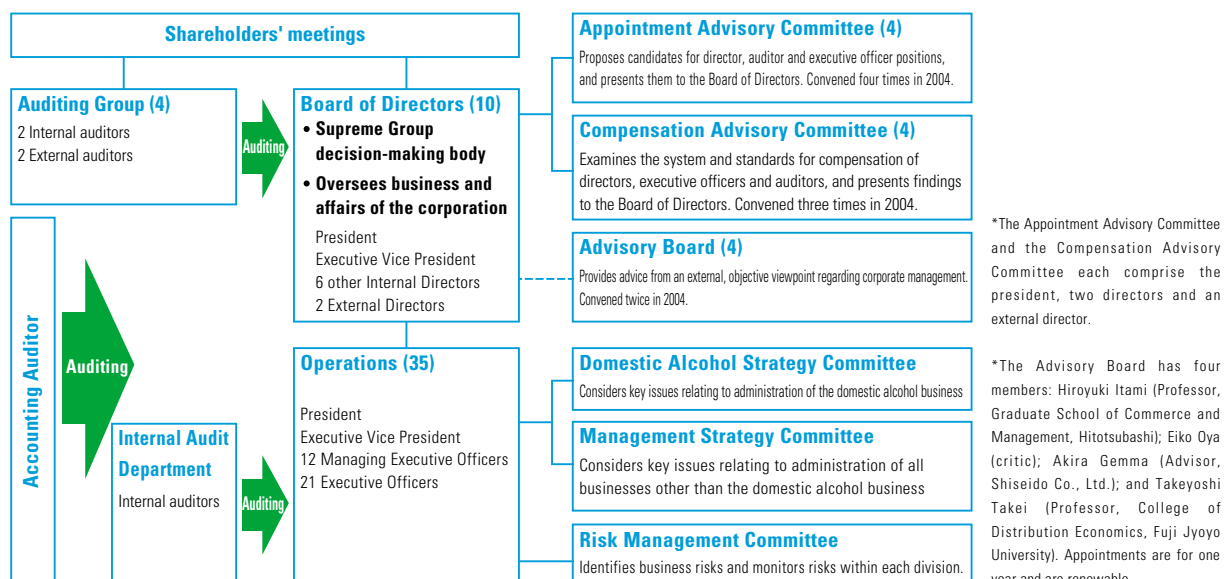 Shareholders' meetings
Auditing Group (4)
2 Internal auditors
2 External auditors
Auditing
Board of Directors (10)
• Supreme Group
decision-making body
• Oversees business and
affairs of the corporation
President
Executive Vice President
6 other Internal Directors
2 External Directors
Appointment Advisory Committee (4)
Proposes candidates for director, auditor and executive officer positions,
and presents them to the Board of Directors. Convened four times in 2004.
Compensation Advisory Committee (4)
Examines the system and standards for compensation of
directors, executive officers and auditors, and presents findings
to the Board of Directors. Convened three times in 2004.
Advisory Board (4)
Provides advice from an external, objective viewpoint regarding corporate management.
Convened twice in 2004.
Accounting Auditor
Auditing
Internal Audit
Department
Internal auditors
Auditing
Operations (35)
President
Executive Vice President
12 Managing Executive Officers
21 Executive Officers
Domestic Alcohol Strategy Committee
Considers key issues relating to administration of the domestic alcohol business
Management Strategy Committee
Considers key issues relating to administration of all
businesses other than the domestic alcohol business
Risk Management Committee
Identifies business risks and monitors risks within each division.
*The Appointment Advisory Committee
and the Compensation Advisory
Committee each comprise the
president, two directors and an
external director.
*The Advisory Board has four
members: Hiroyuki Itami (Professor,
Graduate School of Commerce and
Management, Hitotsubashi); Eiko Oya
(critic); Akira Gemma (Advisor,
Shiseido Co., Ltd.); and Takeyoshi
Takei (Professor, College of
Distribution Economics, Fuji Jyoyo
University). Appointments are for one
year and are renewable